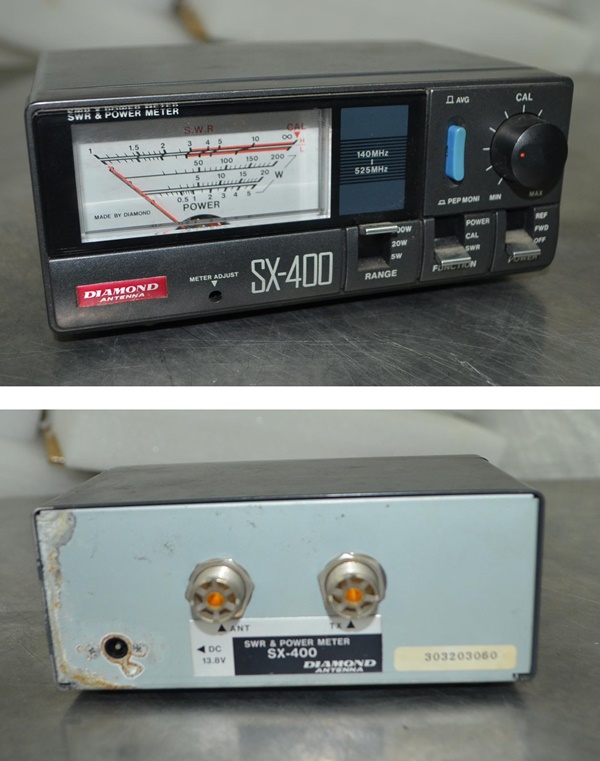 SWR & POWER METER
SWR & POWER METER
S.W.R
CAL
1 1.5 2 3 4 5 10 ∞
H
L
50 100 150 200
5 10 15 20 W
0.5 1 2 3 4 5
POWER
MADE BY DIAMOND
140MHz
525MHz
AVG
CAL
PEP MONI
MIN
MAX
DIAMOND
ANTENNA
METER ADJUST
SX-400
20W
5W
RANGE
POWER
CAL
SWR
FUNCTION
REF
FWD
OFF
POWER
ANT
TX
DC
13.8V
SWR & POWER METER
SX-400
DIAMOND
ANTENNA
303203060